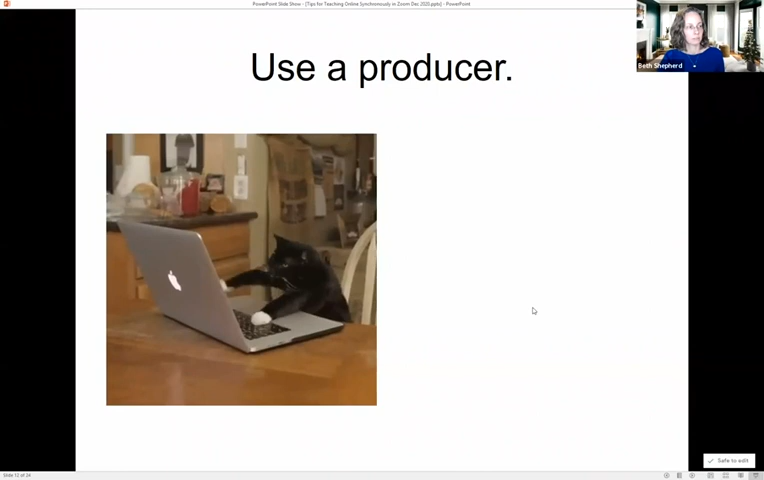 PowerPoint Slide Show - [Tips for Teaching Online Synchronously in Zoom Dec 2020.pptx] - PowerPoint
Use a producer.
Beth Shepherd
Safe to edit
Slide 12 of 24